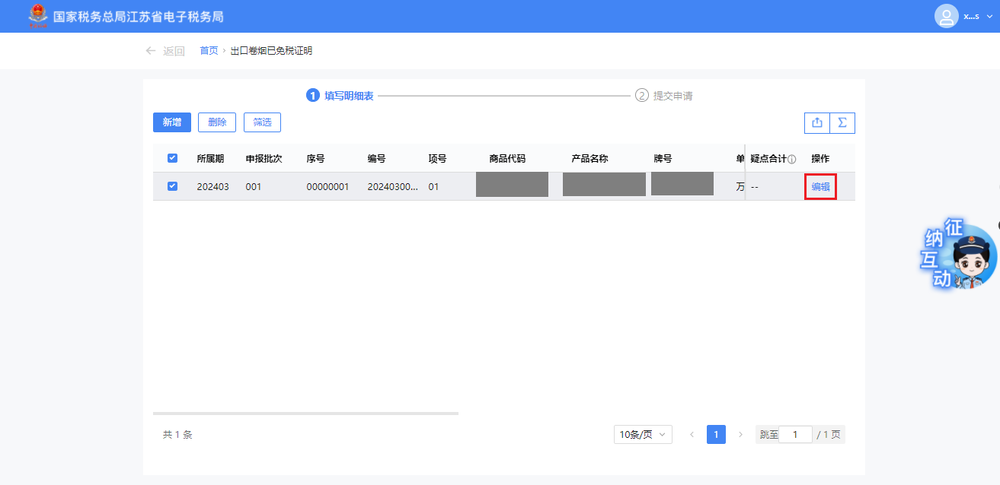 国家税务总局江苏省电子税务局
x...s
返回 首页 出口卷烟已免税证明
1 填写明细表 2 提交申请
新增 删除 筛选
所属期 申报批次 序号 编号 项号 商品代码 产品名称 牌号 单 疑点合计 操作
202403 001 00000001 20240300... 01 万 -- 编辑
征
纳
互
动
共 1 条 10条/页 1 跳至 1 / 1 页